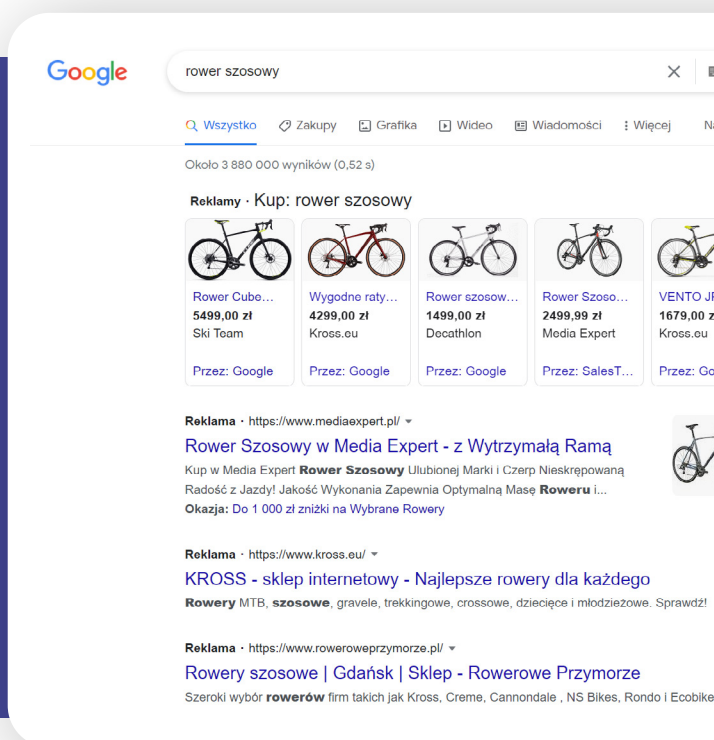 Google
rower szosowy
Wszystko Zakupy Grafika Wideo Wiadomości Więcej
Około 3 880 000 wyników (0,52 s)
Reklamy · Kup: rower szosowy
Rower Cube... Wygodne raty... Rower szosow... Rower Szoso... VENTO
5499,00 zł 4299,00 zł 1499,00 zł 2499,99 zł 1679,00
Ski Team Kross.eu Decathlon Media Expert Kross.eu
Przez: Google Przez: Google Przez: Google Przez: SalesT... Przez:
Reklama · https://www.mediaexpert.pl/
Rower Szosowy w Media Expert - z Wytrzymałą Ramą
Kup w Media Expert Rower Szosowy Ulubionej Marki i Czerp Nieskrępowaną
Radość z Jazdy! Jakość Wykonania Zapewnia Optymalną Masę Roweru i...
Okazja: Do 1 000 zł zniżki na Wybrane Rowery
Reklama · https://www.kross.eu/
KROSS - sklep internetowy - Najlepsze rowery dla każdego
Rowery MTB, szosowe, gravele, trekkingowe, crossowe, dziecięce i młodzieżowe. Sprawdź!
Reklama · https://www.roweroweprzymorze.pl/
Rowery szosowe | Gdańsk | Sklep - Rowerowe Przymorze
Szeroki wybór rowerów firm takich jak Kross, Creme, Cannondale , NS Bikes, Rondo i Ecobike